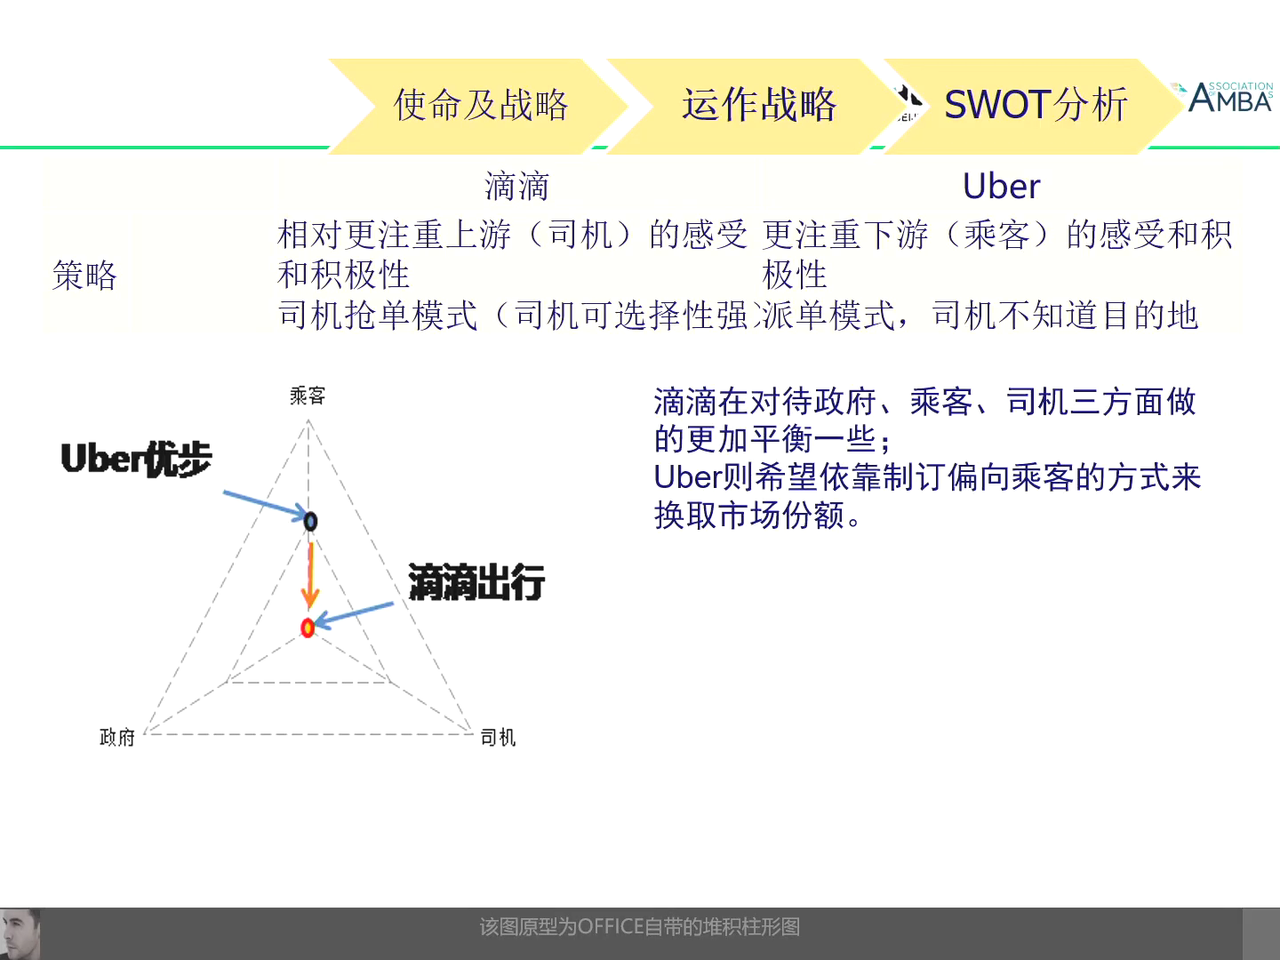 使命及战略
运作战略
SWOT分析
ASSOCIATION
AMBA
滴滴
Uber
策略
相对更注重上游（司机）的感受
和积极性
司机抢单模式（司机可选择性强）
更注重下游（乘客）的感受和积
极性
派单模式，司机不知道目的地
乘客
Uber优步
滴滴出行
政府
司机
滴滴在对待政府、乘客、司机三方面做
的更加平衡一些；
Uber则希望依靠制订偏向乘客的方式来
换取市场份额。
该图原型为OFFICE自带的堆积柱形图